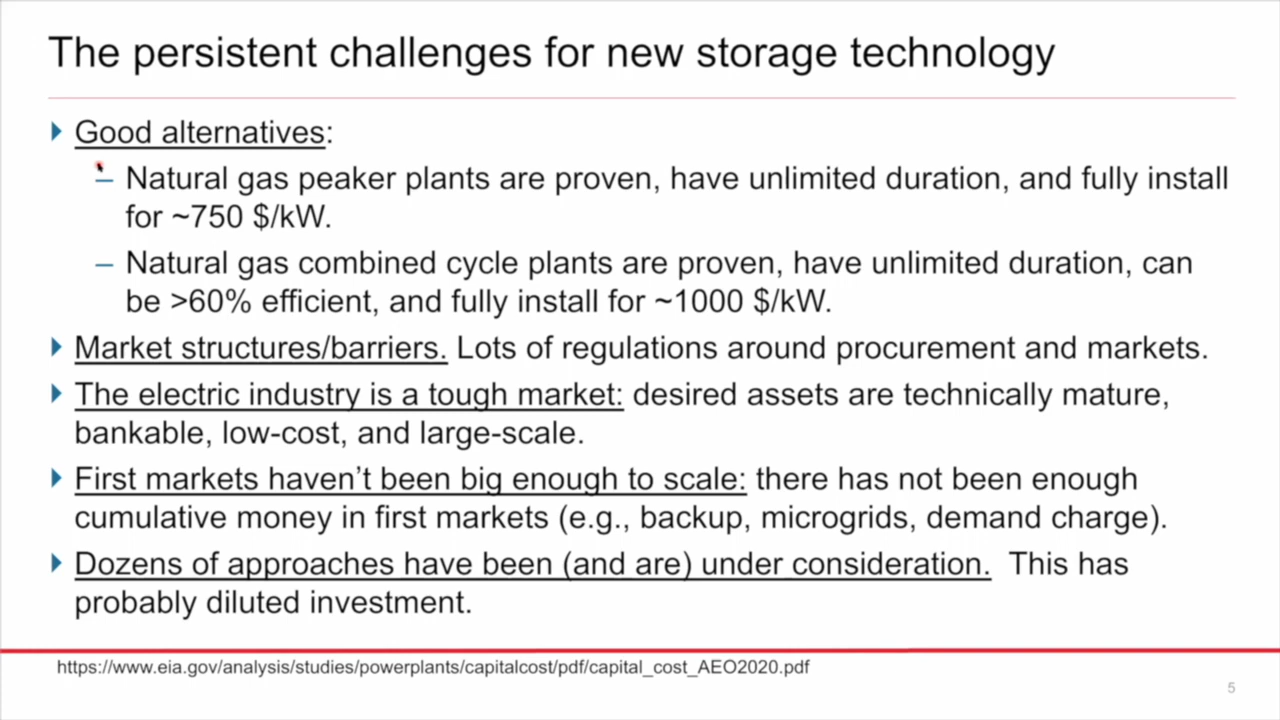 The persistent challenges for new storage technology
Good alternatives:
– Natural gas peaker plants are proven, have unlimited duration, and fully install
for ~750 $/kW.
– Natural gas combined cycle plants are proven, have unlimited duration, can
be >60% efficient, and fully install for ~1000 $/kW.
Market structures/barriers. Lots of regulations around procurement and markets.
The electric industry is a tough market: desired assets are technically mature,
bankable, low-cost, and large-scale.
First markets haven’t been big enough to scale: there has not been enough
cumulative money in first markets (e.g., backup, microgrids, demand charge).
Dozens of approaches have been (and are) under consideration.  This has
probably diluted investment.
https://www.eia.gov/analysis/studies/powerplants/capitalcost/pdf/capital_cost_AEO2020.pdf
5